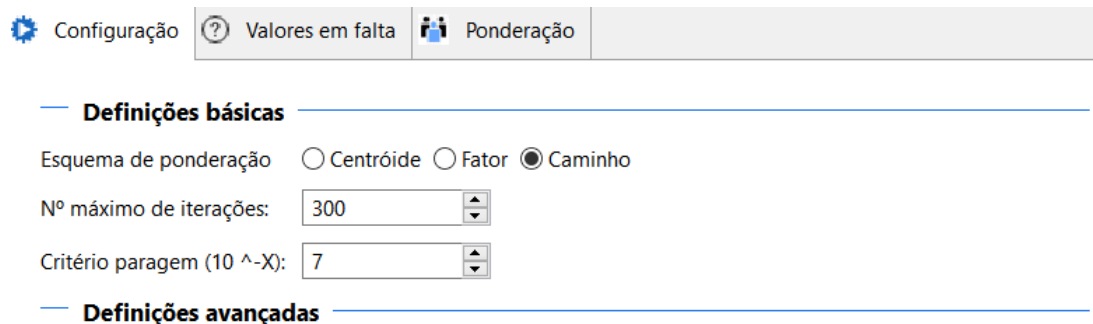 Configuração Valores em falta Ponderação
Definições básicas
Esquema de ponderação Centróide Fator Caminho
Nº máximo de iterações: 300
Critério paragem (10 ^-X): 7
Definições avançadas